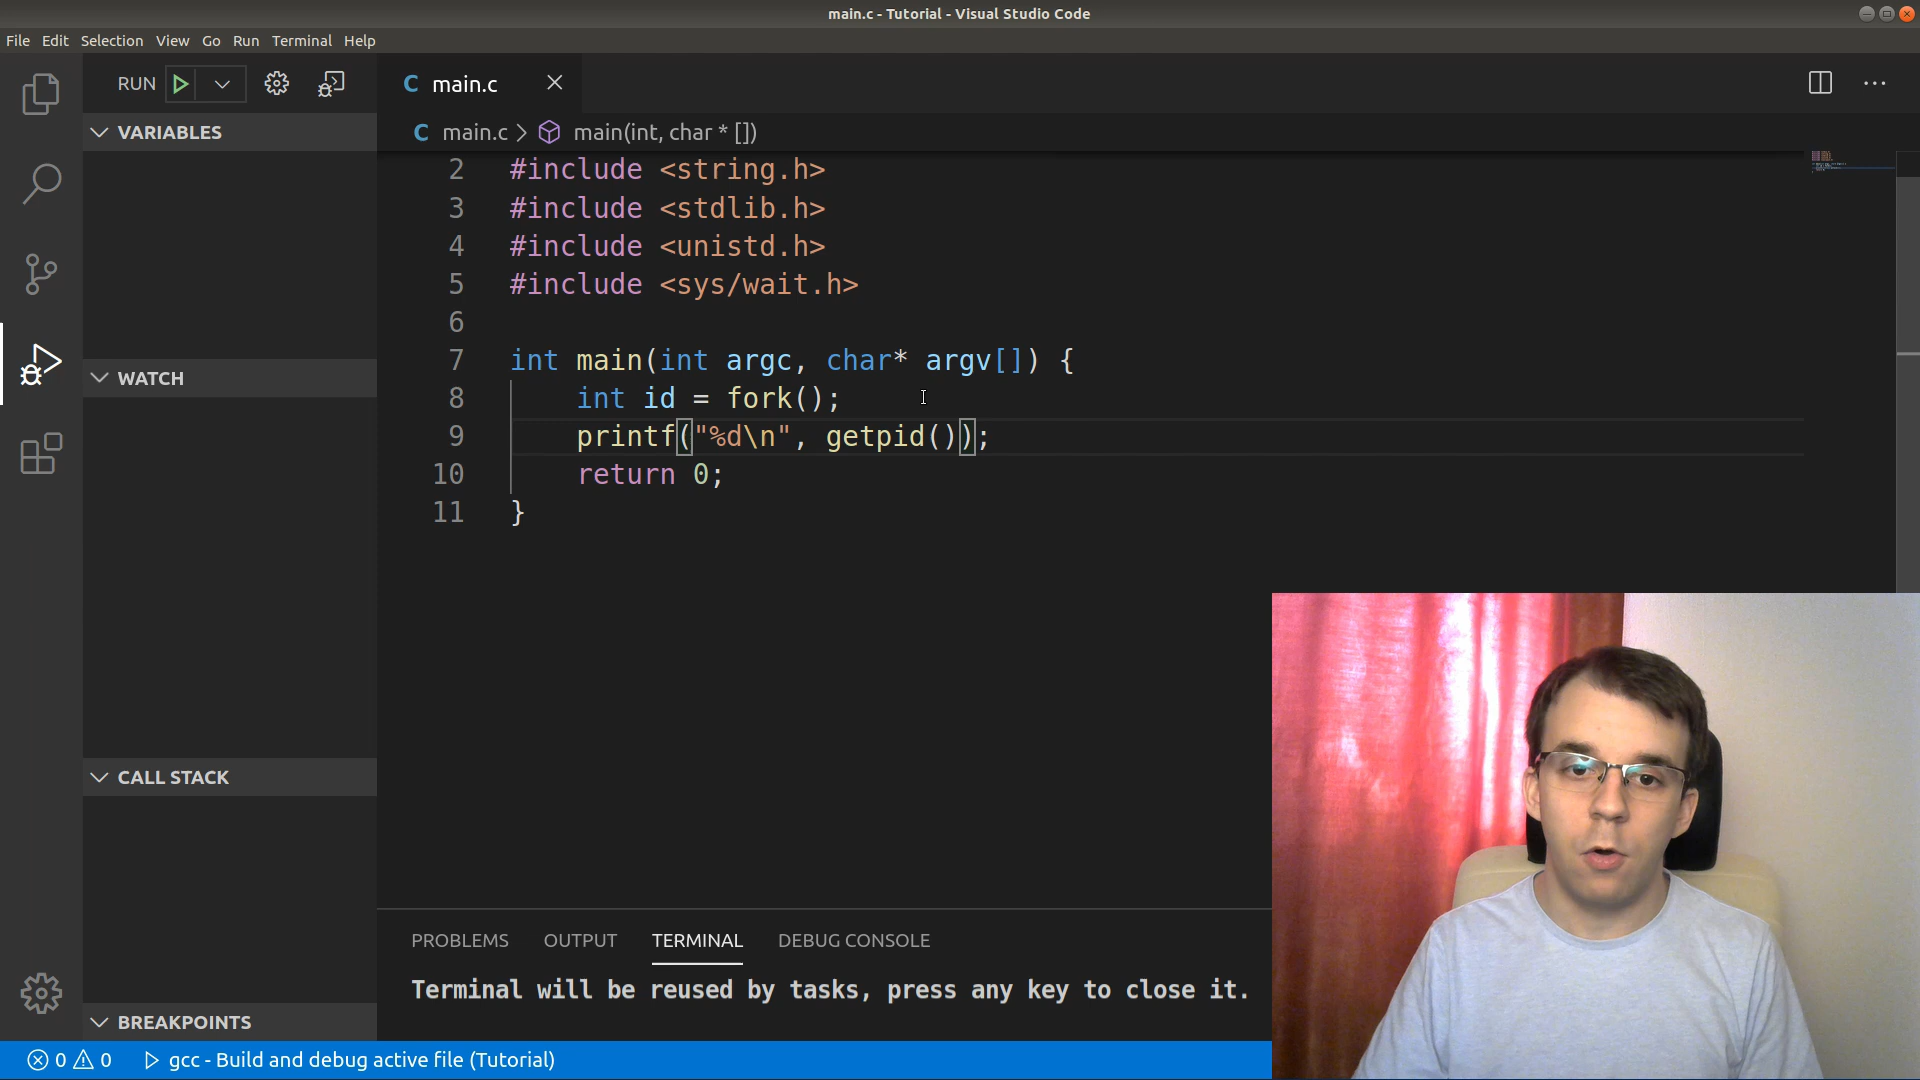 main.c - Tutorial - Visual Studio Code
File Edit Selection View Go Run Terminal Help
RUN
C main.c
VARIABLES
C main.c > main(int, char * [])
2 #include <string.h>
3 #include <stdlib.h>
4 #include <unistd.h>
5 #include <sys/wait.h>
6
7 int main(int argc, char* argv[]) {
8 int id = fork();
9 printf("%d\n", getpid());
10 return 0;
11 }
WATCH
CALL STACK
BREAKPOINTS
PROBLEMS OUTPUT TERMINAL DEBUG CONSOLE
Terminal will be reused by tasks, press any key to close it.
0 0 gcc - Build and debug active file (Tutorial)